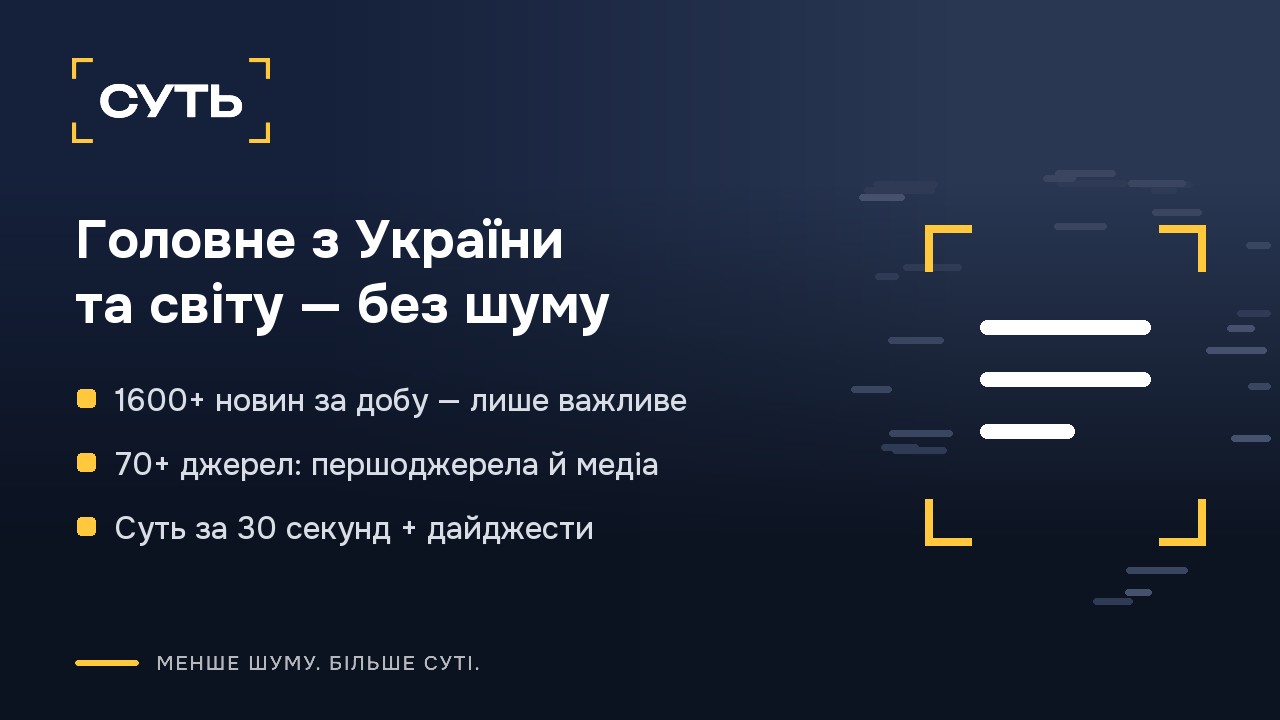 СУТЬ
Головне з України
та світу — без шуму
1600+ новин за добу — лише важливе
70+ джерел: першоджерела й медіа
Суть за 30 секунд + дайджести
МЕНШЕ ШУМУ. БІЛЬШЕ СУТІ.